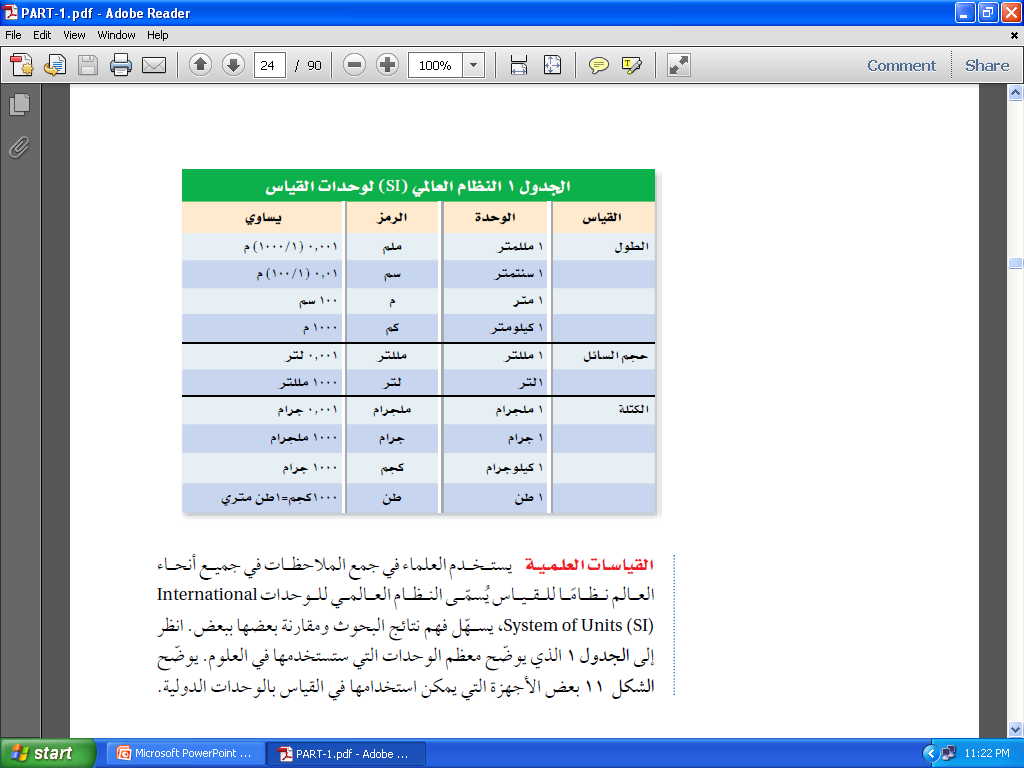 PART-1.pdf - Adobe Reader
File Edit View Window Help
24 / 90 100% Comment Share
الجدول ١ النظام العالمي (SI) لوحدات القياس
القياس الوحدة الرمز يساوي
الطول ١ مللمتر ملم ٠,٠٠١ (١/١٠٠٠) م
١ سنتمتر سم ٠,٠١ (١/١٠٠) م
١ متر م ١٠٠ سم
١ كيلومتر كم ١٠٠٠ م
حجم السائل ١ مللتر مللتر ٠,٠٠١ لتر
١لتر لتر ١٠٠٠ مللتر
الكتلة ١ ملجرام ملجرام ٠,٠٠١ جرام
١ جرام جرام ١٠٠٠ ملجرام
١ كيلوجرام كجم ١٠٠٠ جرام
١ طن طن ١٠٠٠كجم=١طن متري
القياسات العلمية يستخدم العلماء في جمع الملاحظات في جميع أنحاء
العالم نظامًا للقياس يُسمّى النظام العالمي للوحدات International
System of Units (SI)، يسهّل فهم نتائج البحوث ومقارنة بعضها ببعض. انظر
إلى الجدول ١ الذي يوضّح معظم الوحدات التي ستستخدمها في العلوم. يوضّح
الشكل ١١ بعض الأجهزة التي يمكن استخدامها في القياس بالوحدات الدولية.
start Microsoft PowerPoint ... PART-1.pdf - Adobe ... 11:22 PM